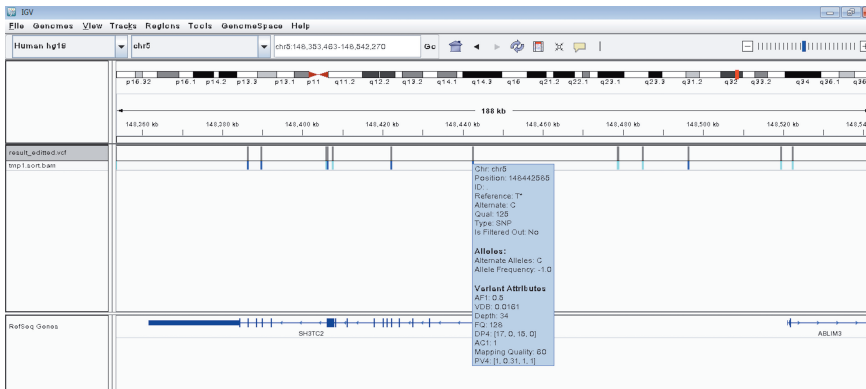 IGV
File Genomes View Tracks Regions Tools GenomeSpace Help
Human hg18 chr5 chr5:148,353,463-148,542,270 Go
p15.32 p15.1 p14.2 p13.3 p13.1 p11 q11.2 q12.2 q13.2 q14.1 q14.3 q15 q21.2 q22.1 q23.1 q23.3 q31.2 q32 q33.2 q34 q35.1
188 kb
148,360 kb 148,380 kb 148,400 kb 148,420 kb 148,440 kb 148,460 kb 148,480 kb 148,500 kb 148,520 kb
result_editted.vcf
tmp1.sort.bam
Chr: chr5
Position: 148442585
ID: .
Reference: T*
Alternate: C
Qual: 125
Type: SNP
Is Filtered Out: No
Alleles:
Alternate Alleles: C
Allele Frequency: -1.0
Variant Attributes
AF1: 0.5
VDB: 0.0161
Depth: 34
FQ: 128
DP4: [17, 0, 15, 0]
AC1: 1
Mapping Quality: 60
PV4: [1, 0.31, 1, 1]
RefSeq Genes
SH3TC2 ABLIM3